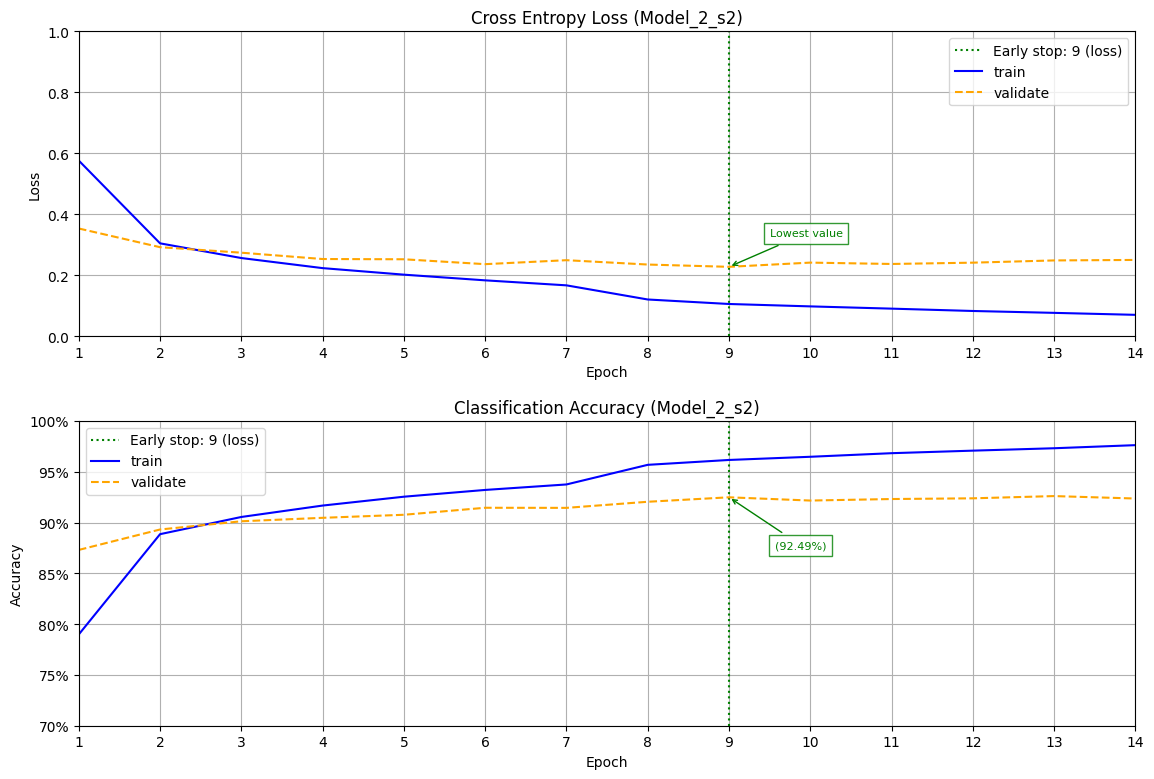 Cross Entropy Loss (Model_2_s2)
1.0
0.8
0.6
0.4
0.2
0.0
Loss
Early stop: 9 (loss)
train
validate
Lowest value
1 2 3 4 5 6 7 8 9 10 11 12 13 14
Epoch
Classification Accuracy (Model_2_s2)
100%
95%
90%
85%
80%
75%
70%
Accuracy
Early stop: 9 (loss)
train
validate
(92.49%)
1 2 3 4 5 6 7 8 9 10 11 12 13 14
Epoch